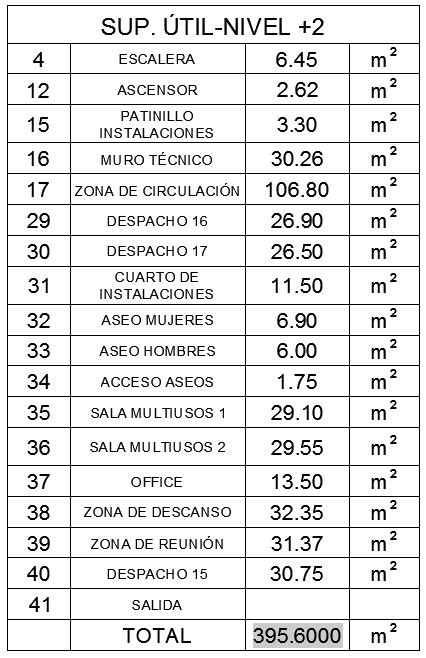 SUP. ÚTIL-NIVEL +2
4 ESCALERA 6.45 m²
12 ASCENSOR 2.62 m²
15 PATINILLO INSTALACIONES 3.30 m²
16 MURO TÉCNICO 30.26 m²
17 ZONA DE CIRCULACIÓN 106.80 m²
29 DESPACHO 16 26.90 m²
30 DESPACHO 17 26.50 m²
31 CUARTO DE INSTALACIONES 11.50 m²
32 ASEO MUJERES 6.90 m²
33 ASEO HOMBRES 6.00 m²
34 ACCESO ASEOS 1.75 m²
35 SALA MULTIUSOS 1 29.10 m²
36 SALA MULTIUSOS 2 29.55 m²
37 OFFICE 13.50 m²
38 ZONA DE DESCANSO 32.35 m²
39 ZONA DE REUNIÓN 31.37 m²
40 DESPACHO 15 30.75 m²
41 SALIDA
TOTAL 395.6000 m²